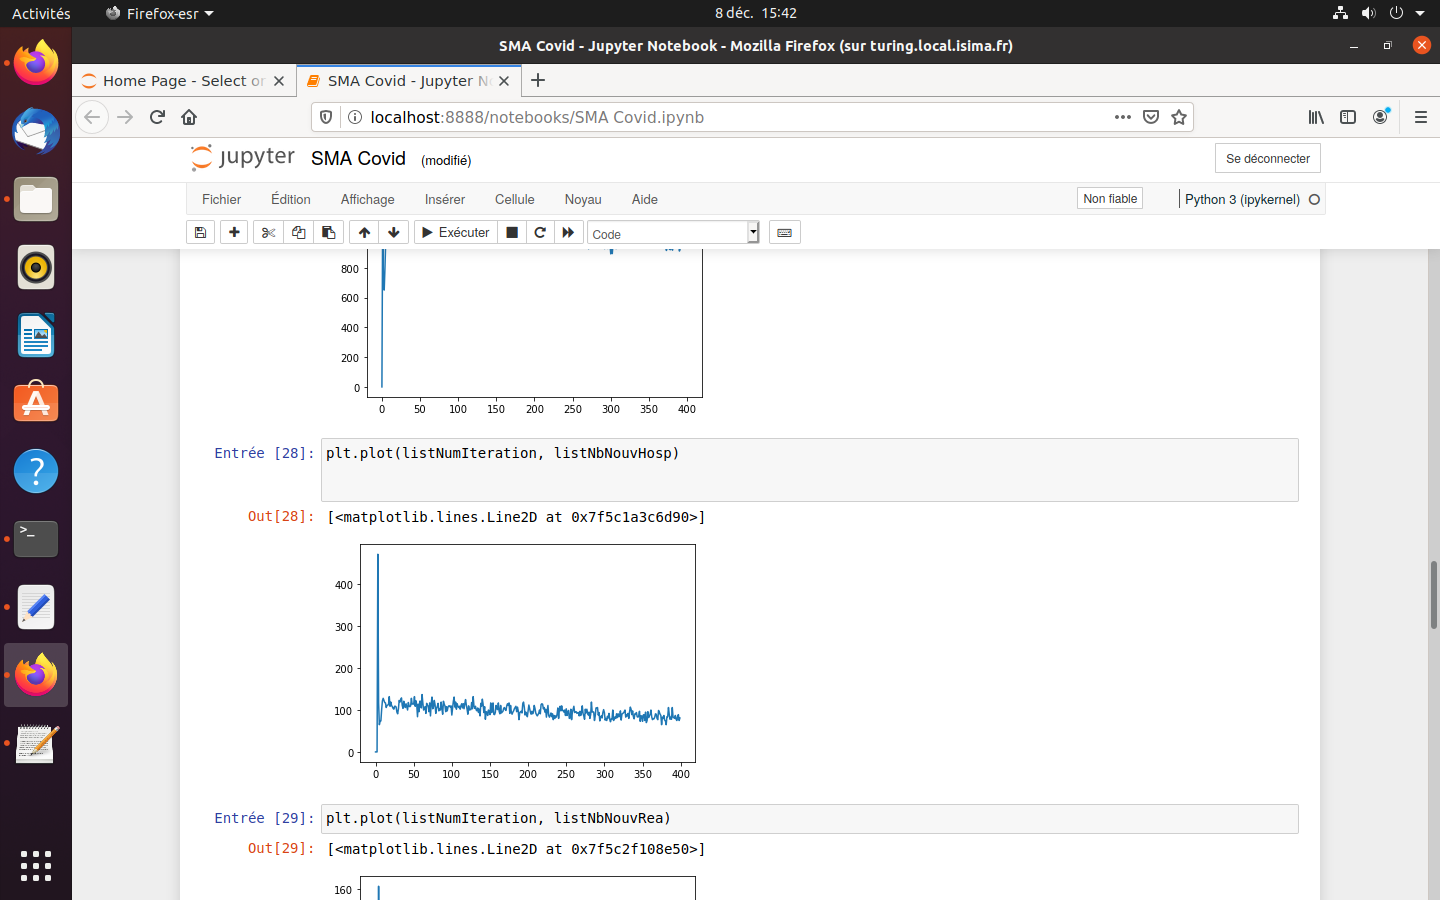 Activités
Firefox-esr
8 déc. 15:42
SMA Covid - Jupyter Notebook - Mozilla Firefox (sur turing.local.isima.fr)
Home Page - Select or
SMA Covid - Jupyter No
localhost:8888/notebooks/SMA Covid.ipynb
jupyter
SMA Covid
(modifié)
Se déconnecter
Fichier
Édition
Affichage
Insérer
Cellule
Noyau
Aide
Non fiable
Python 3 (ipykernel)
Exécuter
Code
800
600
400
200
0
0 50 100 150 200 250 300 350 400
Entrée [28]:
plt.plot(listNumIteration, listNbNouvHosp)
Out[28]:
[<matplotlib.lines.Line2D at 0x7f5c1a3c6d90>]
400
300
200
100
0
0 50 100 150 200 250 300 350 400
Entrée [29]:
plt.plot(listNumIteration, listNbNouvRea)
Out[29]:
[<matplotlib.lines.Line2D at 0x7f5c2f108e50>]
160